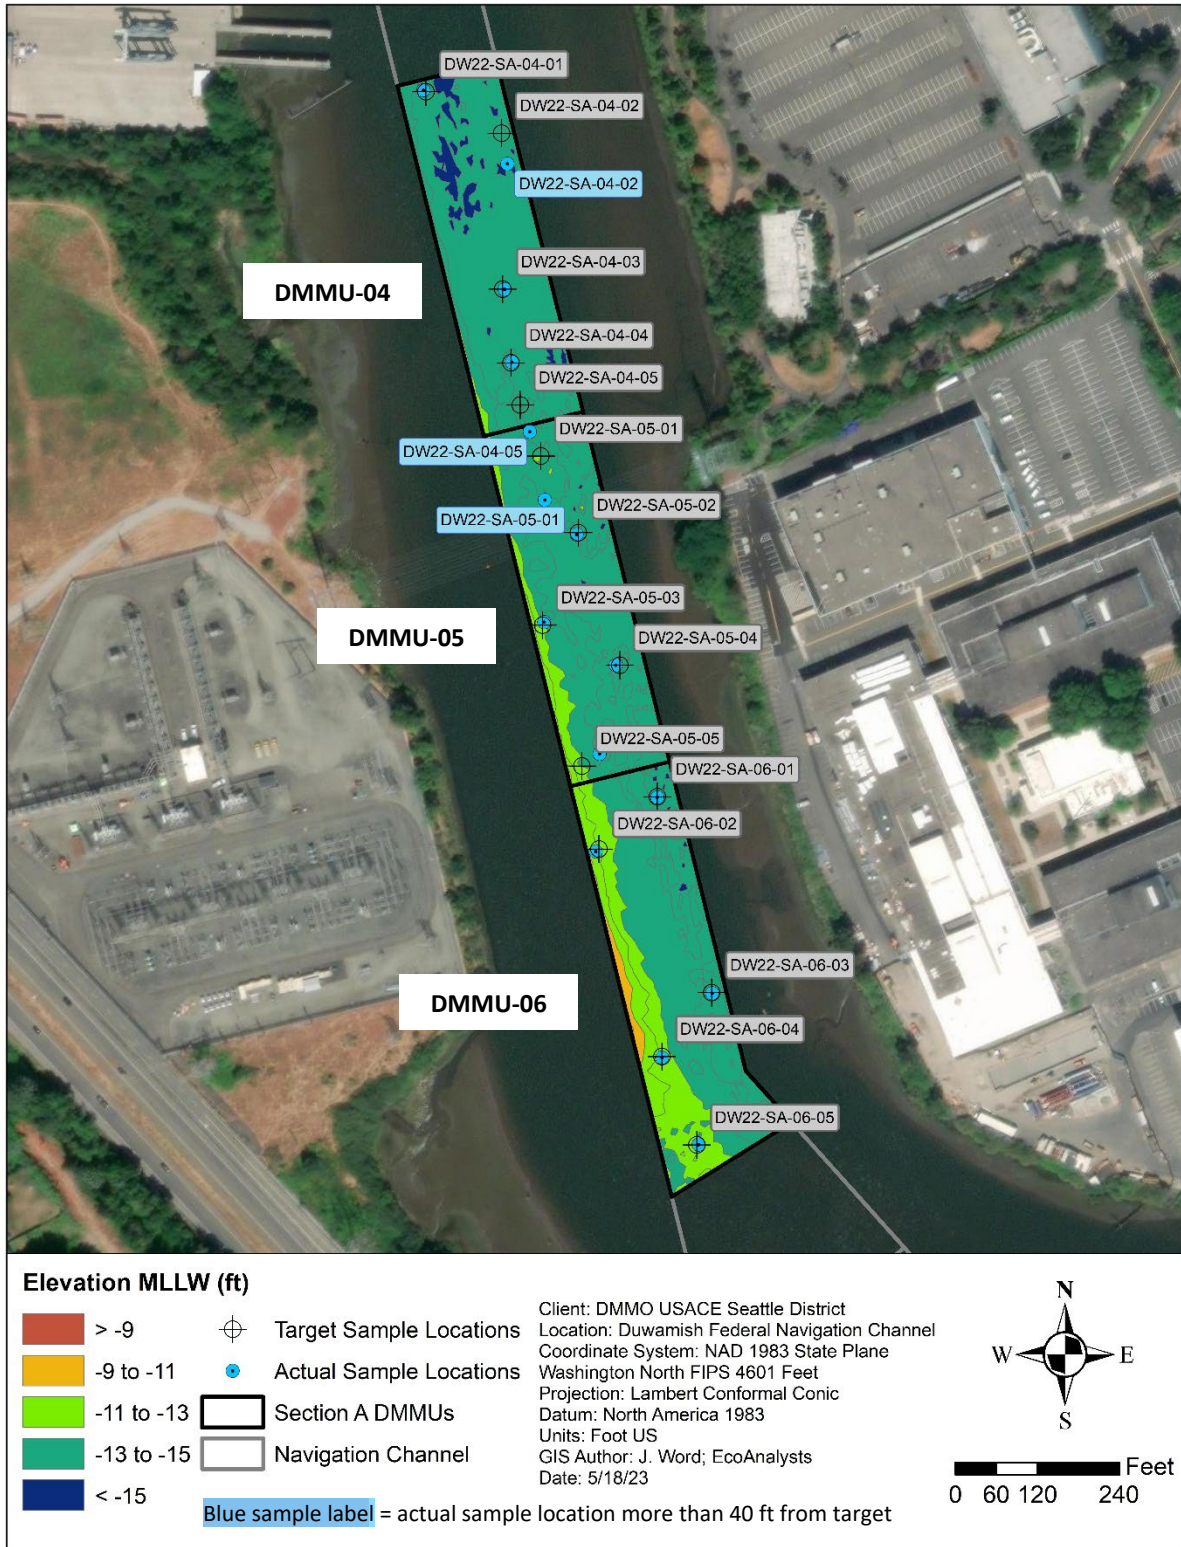 DW22-SA-04-01
DW22-SA-04-02
DW22-SA-04-02
DW22-SA-04-03
DMMU-04
DW22-SA-04-04
DW22-SA-04-05
DW22-SA-05-01
DW22-SA-04-05
DW22-SA-05-02
DW22-SA-05-01
DW22-SA-05-03
DMMU-05
DW22-SA-05-04
DW22-SA-05-05
DW22-SA-06-01
DW22-SA-06-02
DW22-SA-06-03
DMMU-06
DW22-SA-06-04
DW22-SA-06-05
Elevation MLLW (ft)
> -9
-9 to -11
-11 to -13
-13 to -15
< -15
Target Sample Locations
Actual Sample Locations
Section A DMMUs
Navigation Channel
Client: DMMO USACE Seattle District
Location: Duwamish Federal Navigation Channel
Coordinate System: NAD 1983 State Plane
Washington North FIPS 4601 Feet
Projection: Lambert Conformal Conic
Datum: North America 1983
Units: Foot US
GIS Author: J. Word; EcoAnalysts
Date: 5/18/23
N
W E
S
Feet
0 60 120 240
Blue sample label = actual sample location more than 40 ft from target